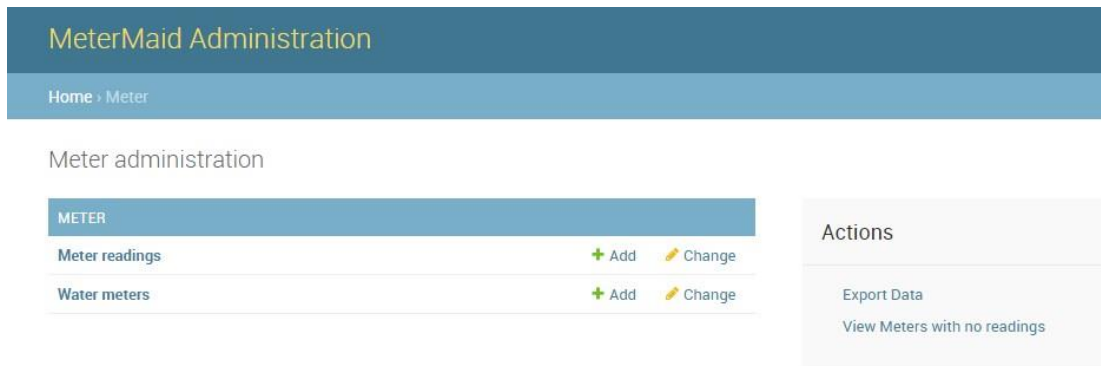 MeterMaid Administration
Home › Meter
Meter administration
METER
Meter readings + Add Change
Water meters + Add Change
Actions
Export Data
View Meters with no readings